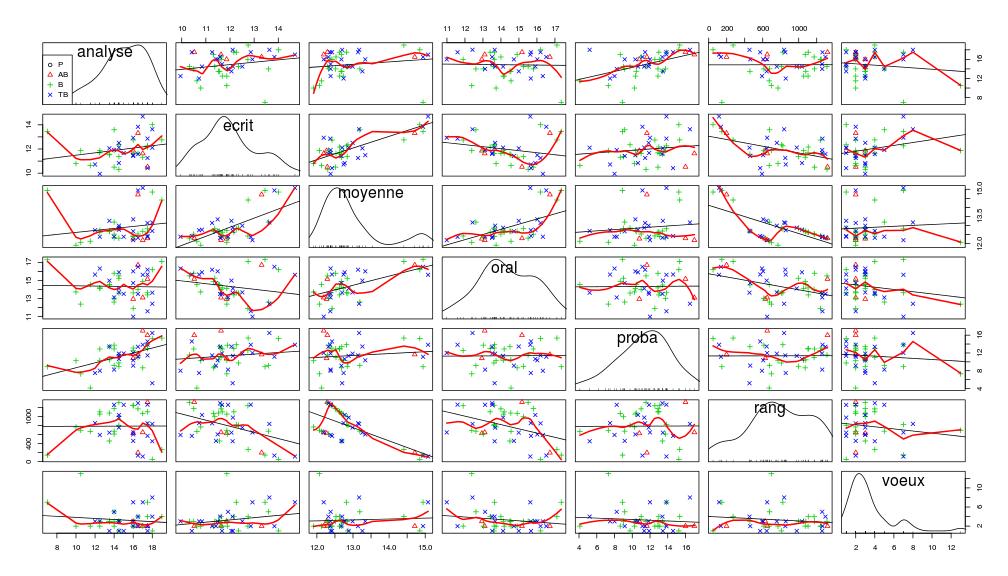 10 11 12 13 14
11 12 13 14 15 16 17
0 200 600 1000
analyse
P
AB
B
TB
8 12 16
10 12 14
ecrit
moyenne
12.0 13.5 15.0
11 13 15 17
oral
proba
4 8 12 16
0 400 1000
rang
voeux
2 6 10
8 10 12 14 16 18
12.0 13.0 14.0 15.0
4 6 8 10 12 14 16
2 4 6 8 10 12